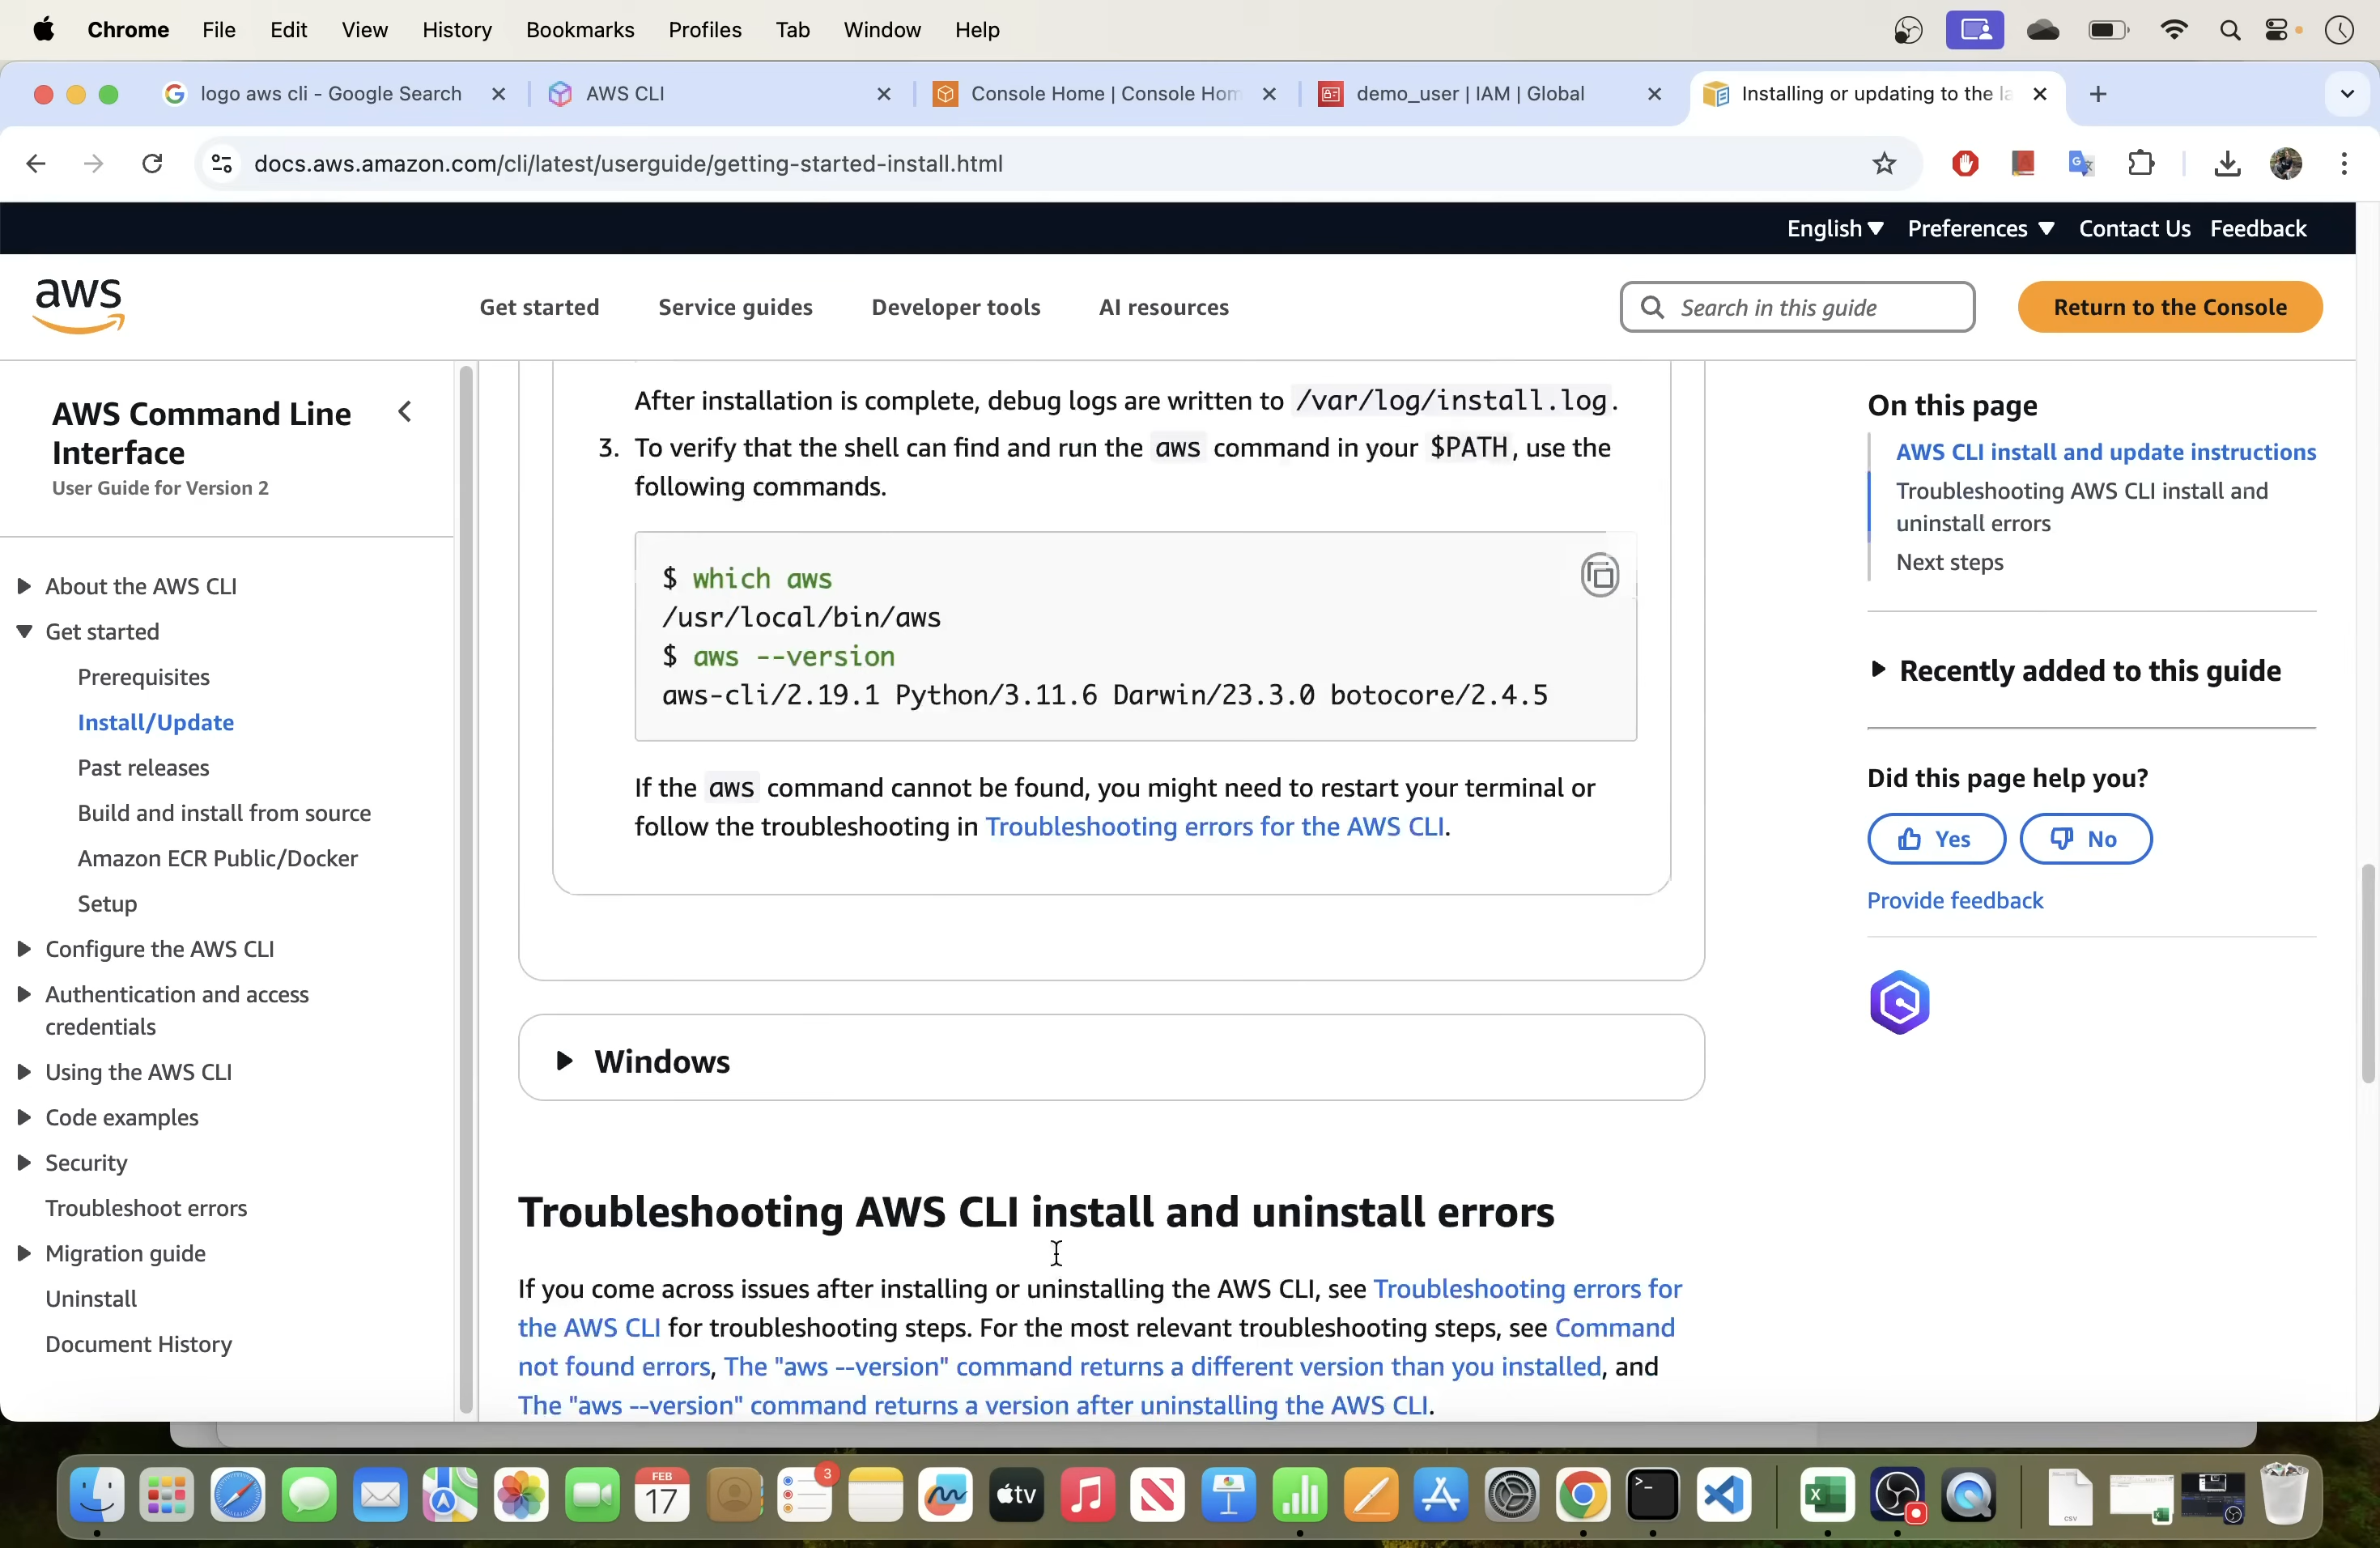 Chrome File Edit View History Bookmarks Profiles Tab Window Help
logo aws cli - Google Search
AWS CLI
Console Home | Console Hom
demo_user | IAM | Global
Installing or updating to the la
docs.aws.amazon.com/cli/latest/userguide/getting-started-install.html
English Preferences Contact Us Feedback
aws
Get started Service guides Developer tools AI resources
Search in this guide
Return to the Console
AWS Command Line
Interface
User Guide for Version 2
About the AWS CLI
Get started
Prerequisites
Install/Update
Past releases
Build and install from source
Amazon ECR Public/Docker
Setup
Configure the AWS CLI
Authentication and access
credentials
Using the AWS CLI
Code examples
Security
Troubleshoot errors
Migration guide
Uninstall
Document History
After installation is complete, debug logs are written to /var/log/install.log.
3. To verify that the shell can find and run the aws command in your $PATH, use the
following commands.
$ which aws
/usr/local/bin/aws
$ aws --version
aws-cli/2.19.1 Python/3.11.6 Darwin/23.3.0 botocore/2.4.5
If the aws command cannot be found, you might need to restart your terminal or
follow the troubleshooting in Troubleshooting errors for the AWS CLI.
Windows
Troubleshooting AWS CLI install and uninstall errors
If you come across issues after installing or uninstalling the AWS CLI, see Troubleshooting errors for
the AWS CLI for troubleshooting steps. For the most relevant troubleshooting steps, see Command
not found errors, The "aws --version" command returns a different version than you installed, and
The "aws --version" command returns a version after uninstalling the AWS CLI.
On this page
AWS CLI install and update instructions
Troubleshooting AWS CLI install and
uninstall errors
Next steps
Recently added to this guide
Did this page help you?
Yes
No
Provide feedback
FEB
17
3
tv
CSV